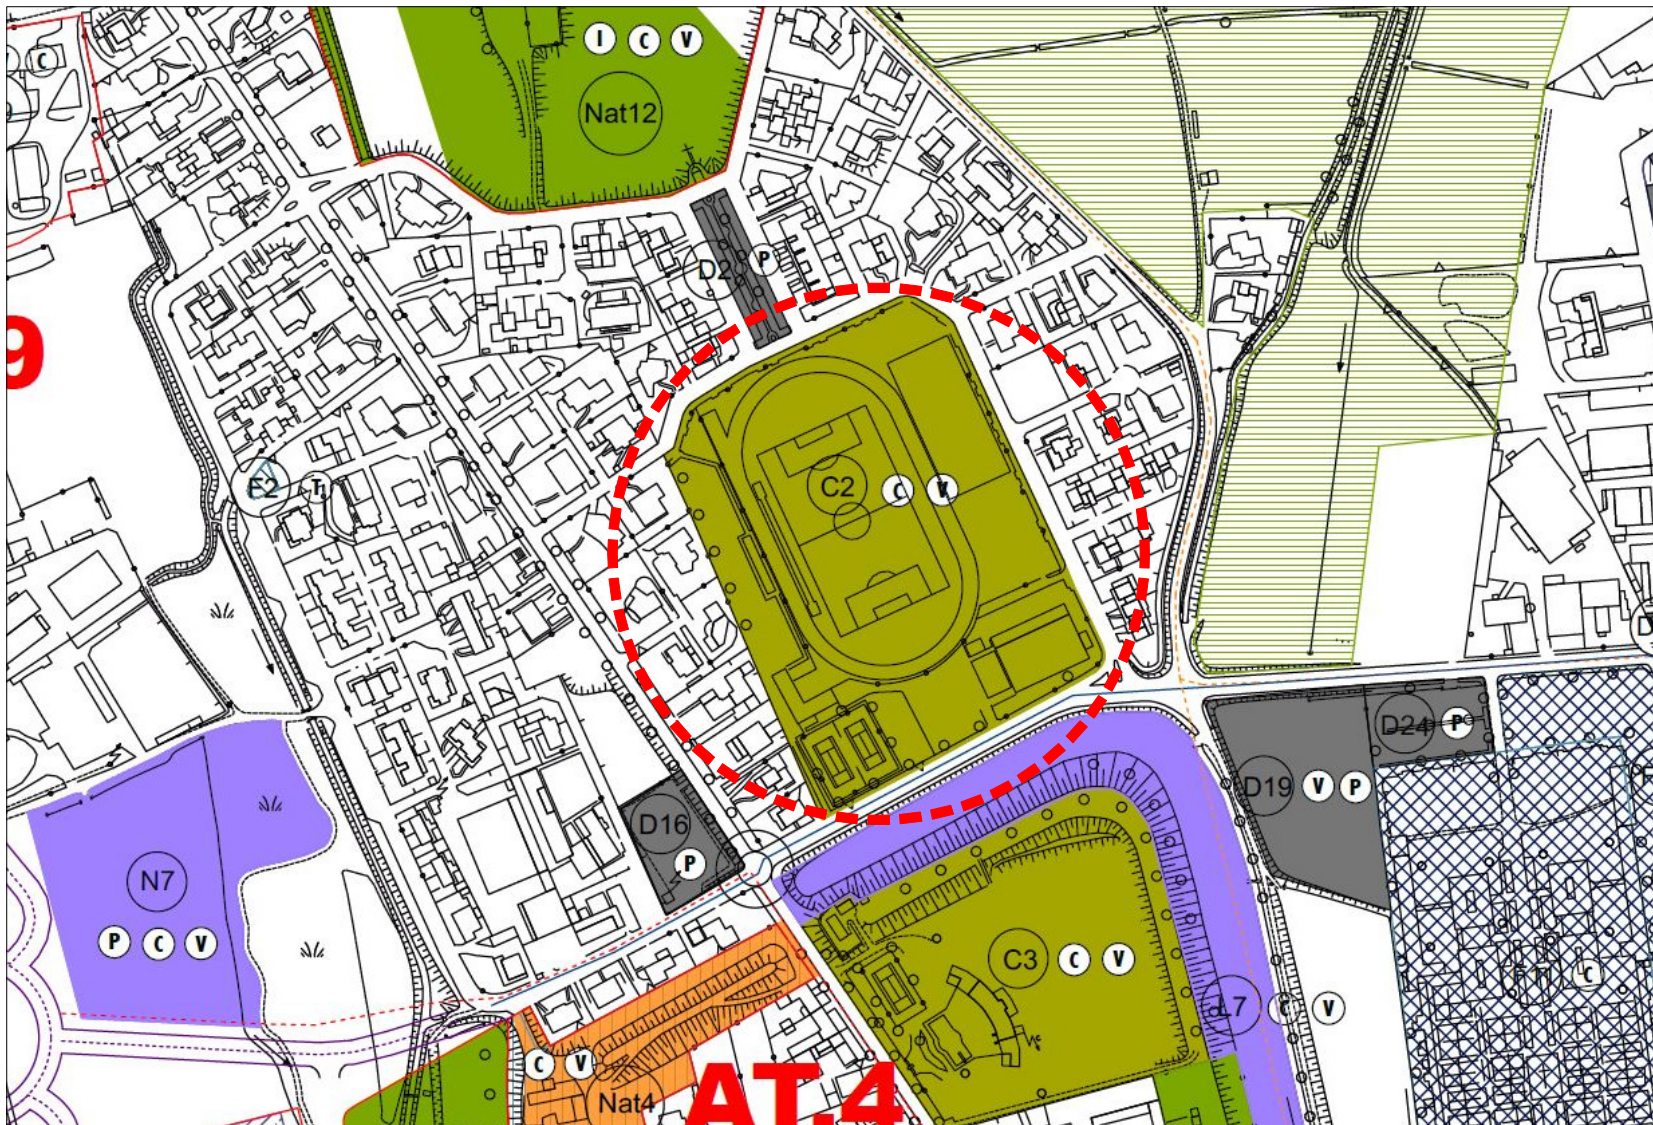 I C V
C
Nat12
D2 P
9
C2 C V
F2
D24 P
D19 V P
D16
P
N7
P C V
C3 C V
L7 C V
C
C V
Nat4
AT.4